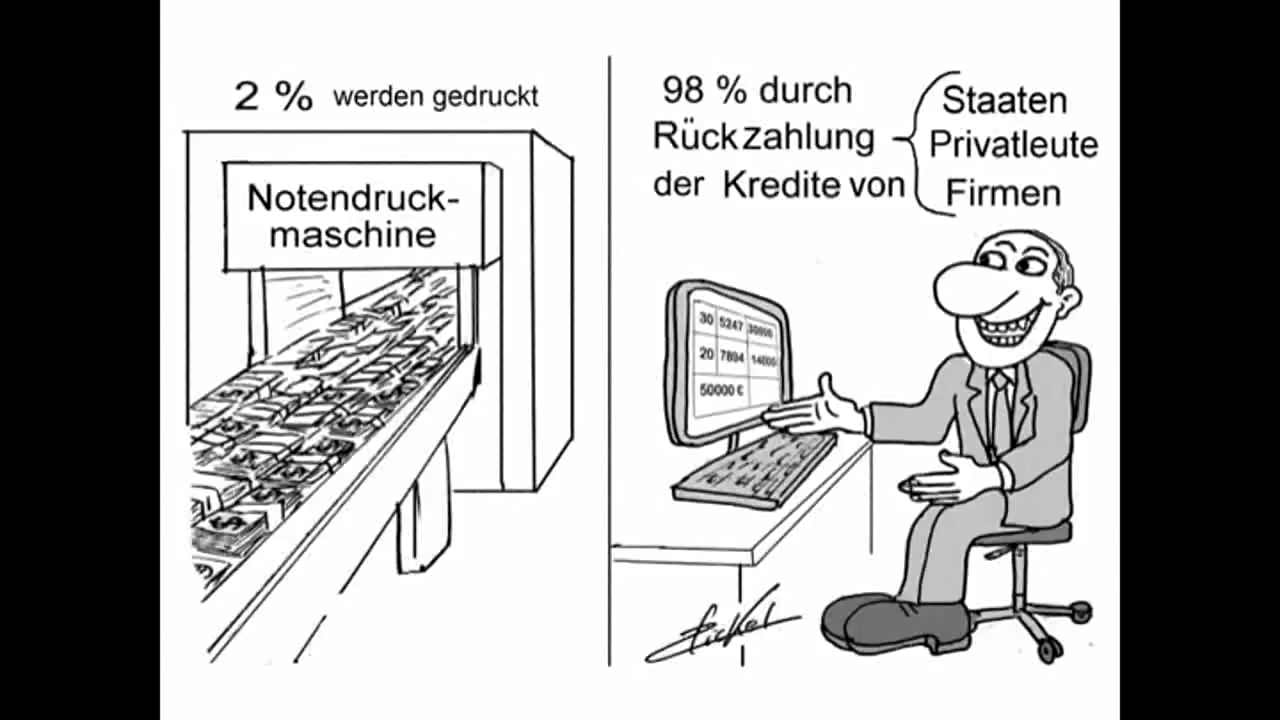 2 % werden gedruckt
Notendruck-
maschine
98 % durch
Rückzahlung
der Kredite von
Staaten
Privatleute
Firmen
30 5247 30800
20 7894 14000
50000 €